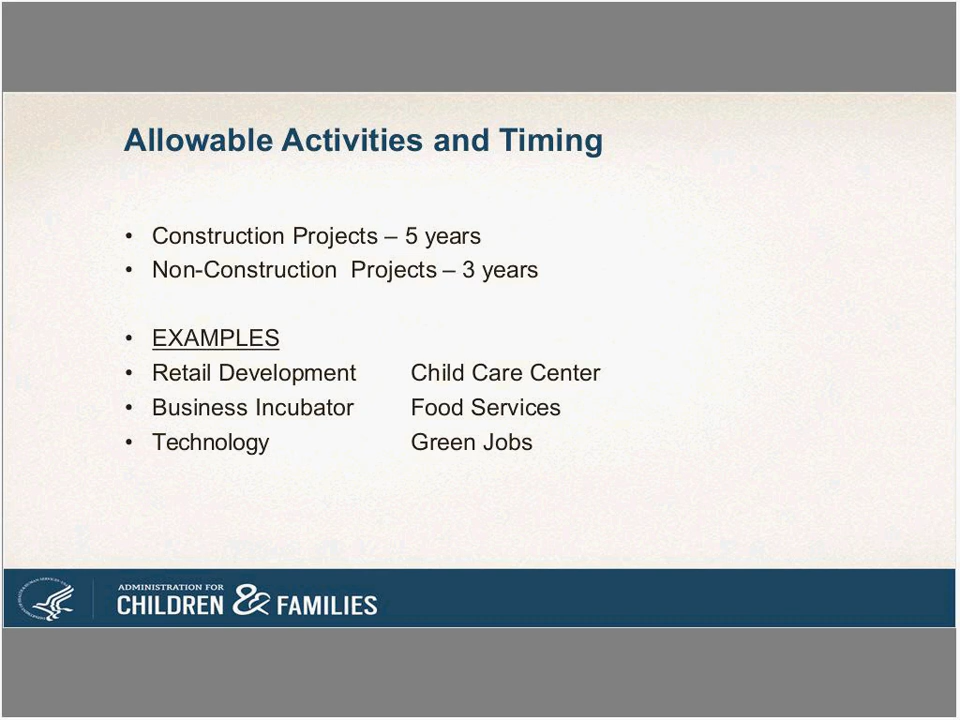 Allowable Activities and Timing
• Construction Projects – 5 years
• Non-Construction Projects – 3 years
• EXAMPLES
• Retail Development Child Care Center
• Business Incubator Food Services
• Technology Green Jobs
ADMINISTRATION FOR
CHILDREN & FAMILIES